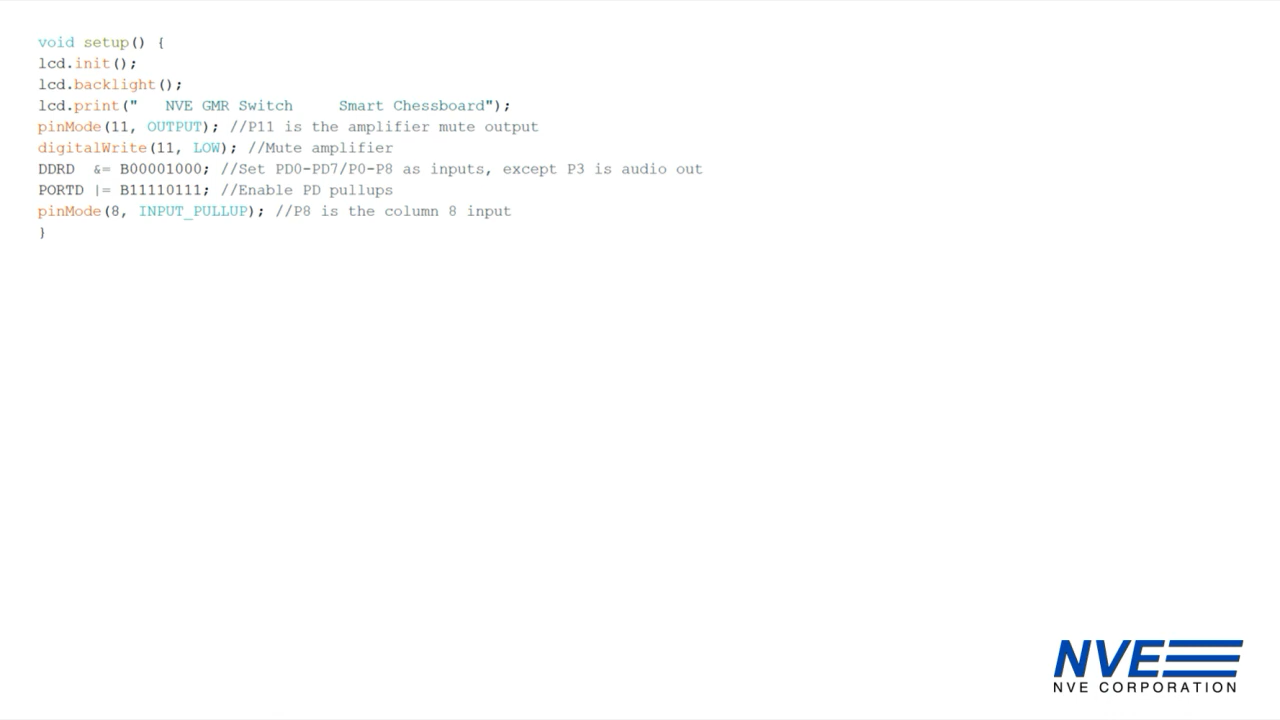 void setup() {
lcd.init();
lcd.backlight();
lcd.print("   NVE GMR Switch     Smart Chessboard");
pinMode(11, OUTPUT); //P11 is the amplifier mute output
digitalWrite(11, LOW); //Mute amplifier
DDRD  &= B00001000; //Set PD0-PD7/P0-P8 as inputs, except P3 is audio out
PORTD |= B11110111; //Enable PD pullups
pinMode(8, INPUT_PULLUP); //P8 is the column 8 input
}
NVE
NVE CORPORATION